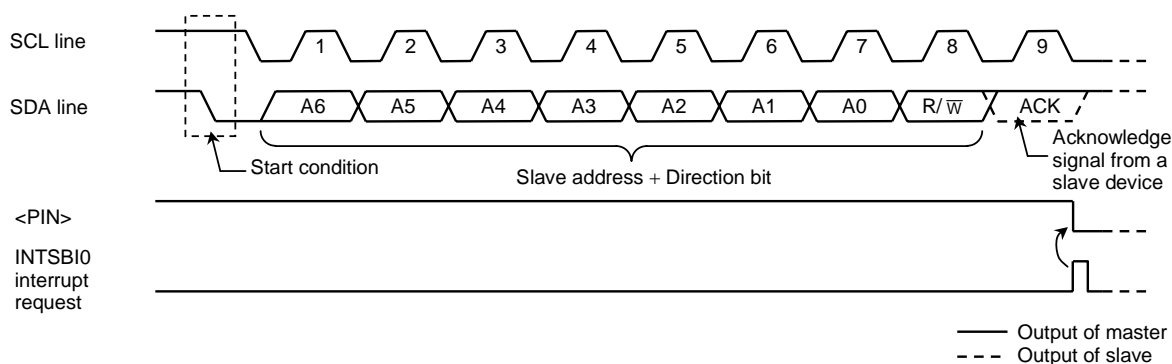 SCL line
1 2 3 4 5 6 7 8 9
SDA line
A6 A5 A4 A3 A2 A1 A0 R/W̅ ACK
Start condition
Slave address + Direction bit
Acknowledge
signal from a
slave device
<PIN>
INTSBI0
interrupt
request
Output of master
Output of slave